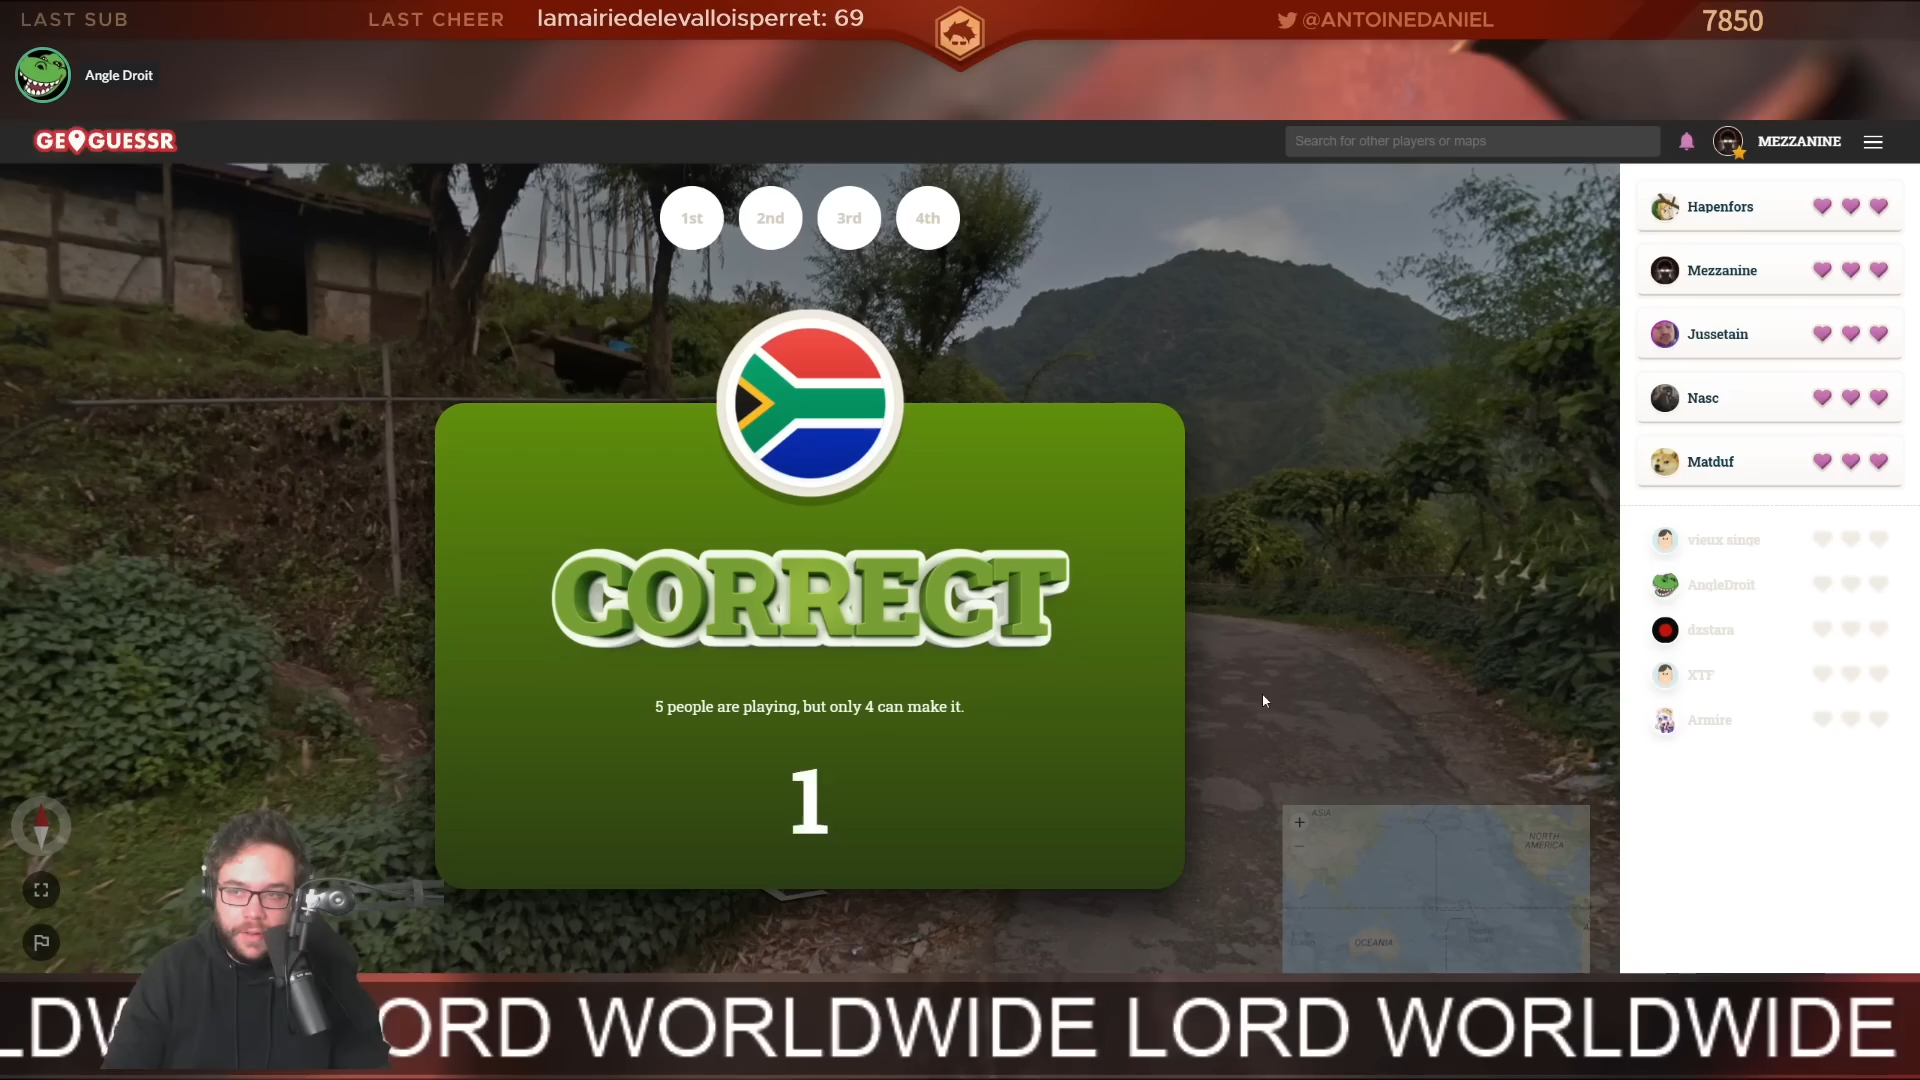 LAST SUB
LAST CHEER
lamairiedelevalloisperret: 69
@ANTOINEDANIEL
7850
Angle Droit
GEOGUESSR
Search for other players or maps
MEZZANINE
1st
2nd
3rd
4th
CORRECT
5 people are playing, but only 4 can make it.
1
Hapenfors
Mezzanine
Jussetain
Nasc
Matduf
vieux singe
AngleDroit
dxstara
XTF
Armire
ASIA
NORTH
AMERICA
OCEANIA
LDW
ORD WORLDWIDE LORD WORLDWIDE